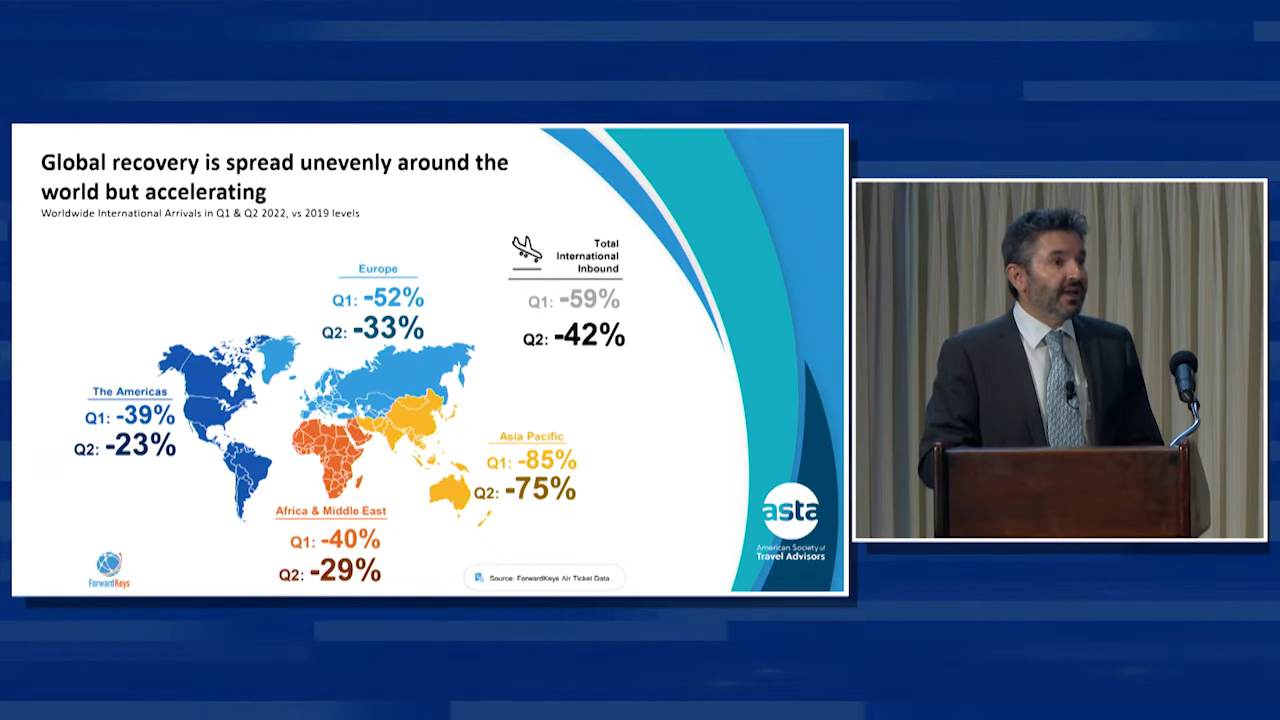 Global recovery is spread unevenly around the
world but accelerating
Worldwide International Arrivals in Q1 & Q2 2022, vs 2019 levels
Total
International
Inbound
Q1: -59%
Q2: -42%
Europe
Q1: -52%
Q2: -33%
The Americas
Q1: -39%
Q2: -23%
Asia Pacific
Q1: -85%
Q2: -75%
Africa & Middle East
Q1: -40%
Q2: -29%
asta
American Society of
Travel Advisors
ForwardKeys
Source: ForwardKeys Air Ticket Data